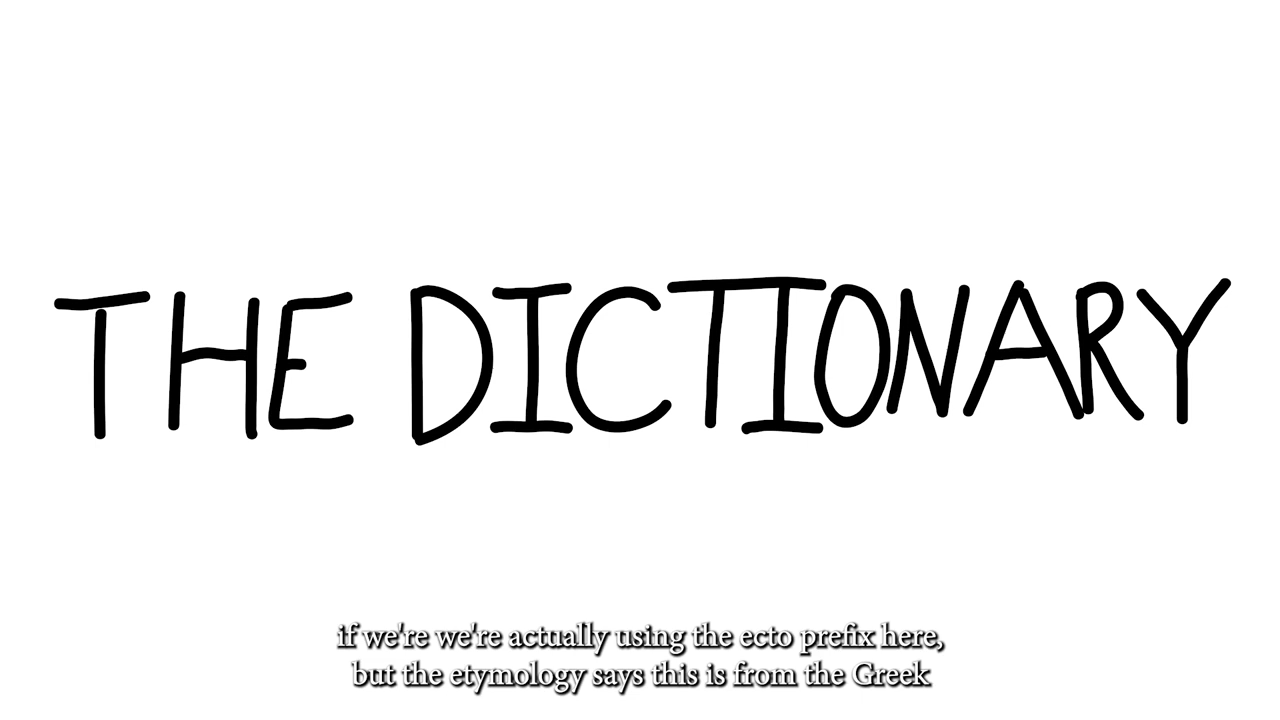 THE DICTIONARY
if we're we're actually using the ecto prefix here,
but the etymology says this is from the Greek